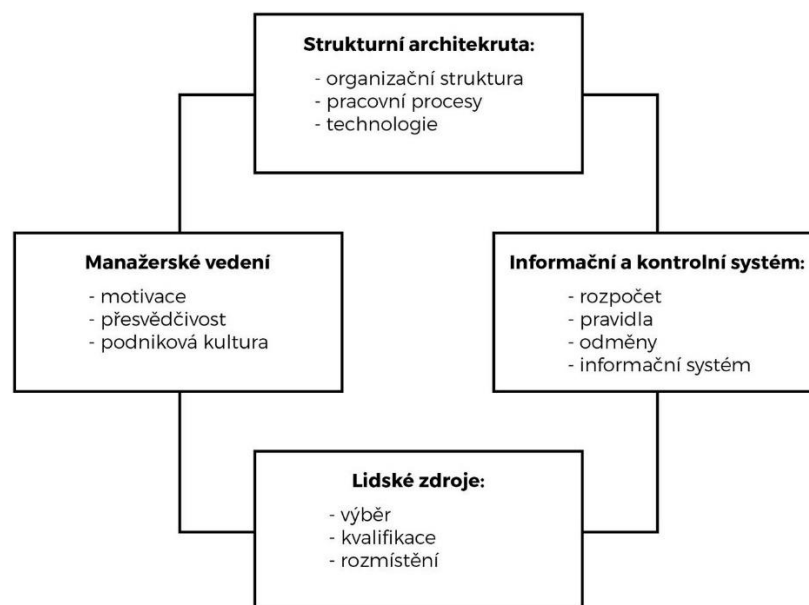 Strukturní architekruta:
- organizační struktura
- pracovní procesy
- technologie
Manažerské vedení
- motivace
- přesvědčivost
- podniková kultura
Informační a kontrolní systém:
- rozpočet
- pravidla
- odměny
- informační systém
Lidské zdroje:
- výběr
- kvalifikace
- rozmístění